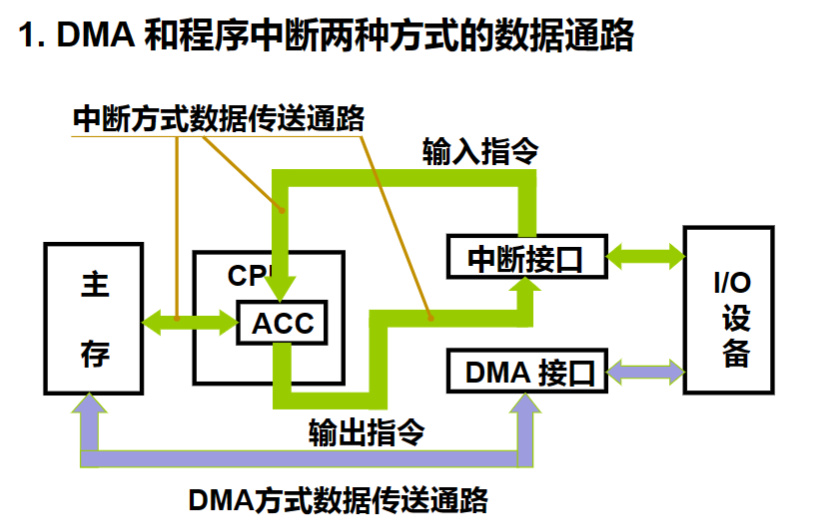 1. DMA 和程序中断两种方式的数据通路
中断方式数据传送通路
输入指令
中断接口
主
存
CP
ACC
I/O
设
备
DMA 接口
输出指令
DMA方式数据传送通路